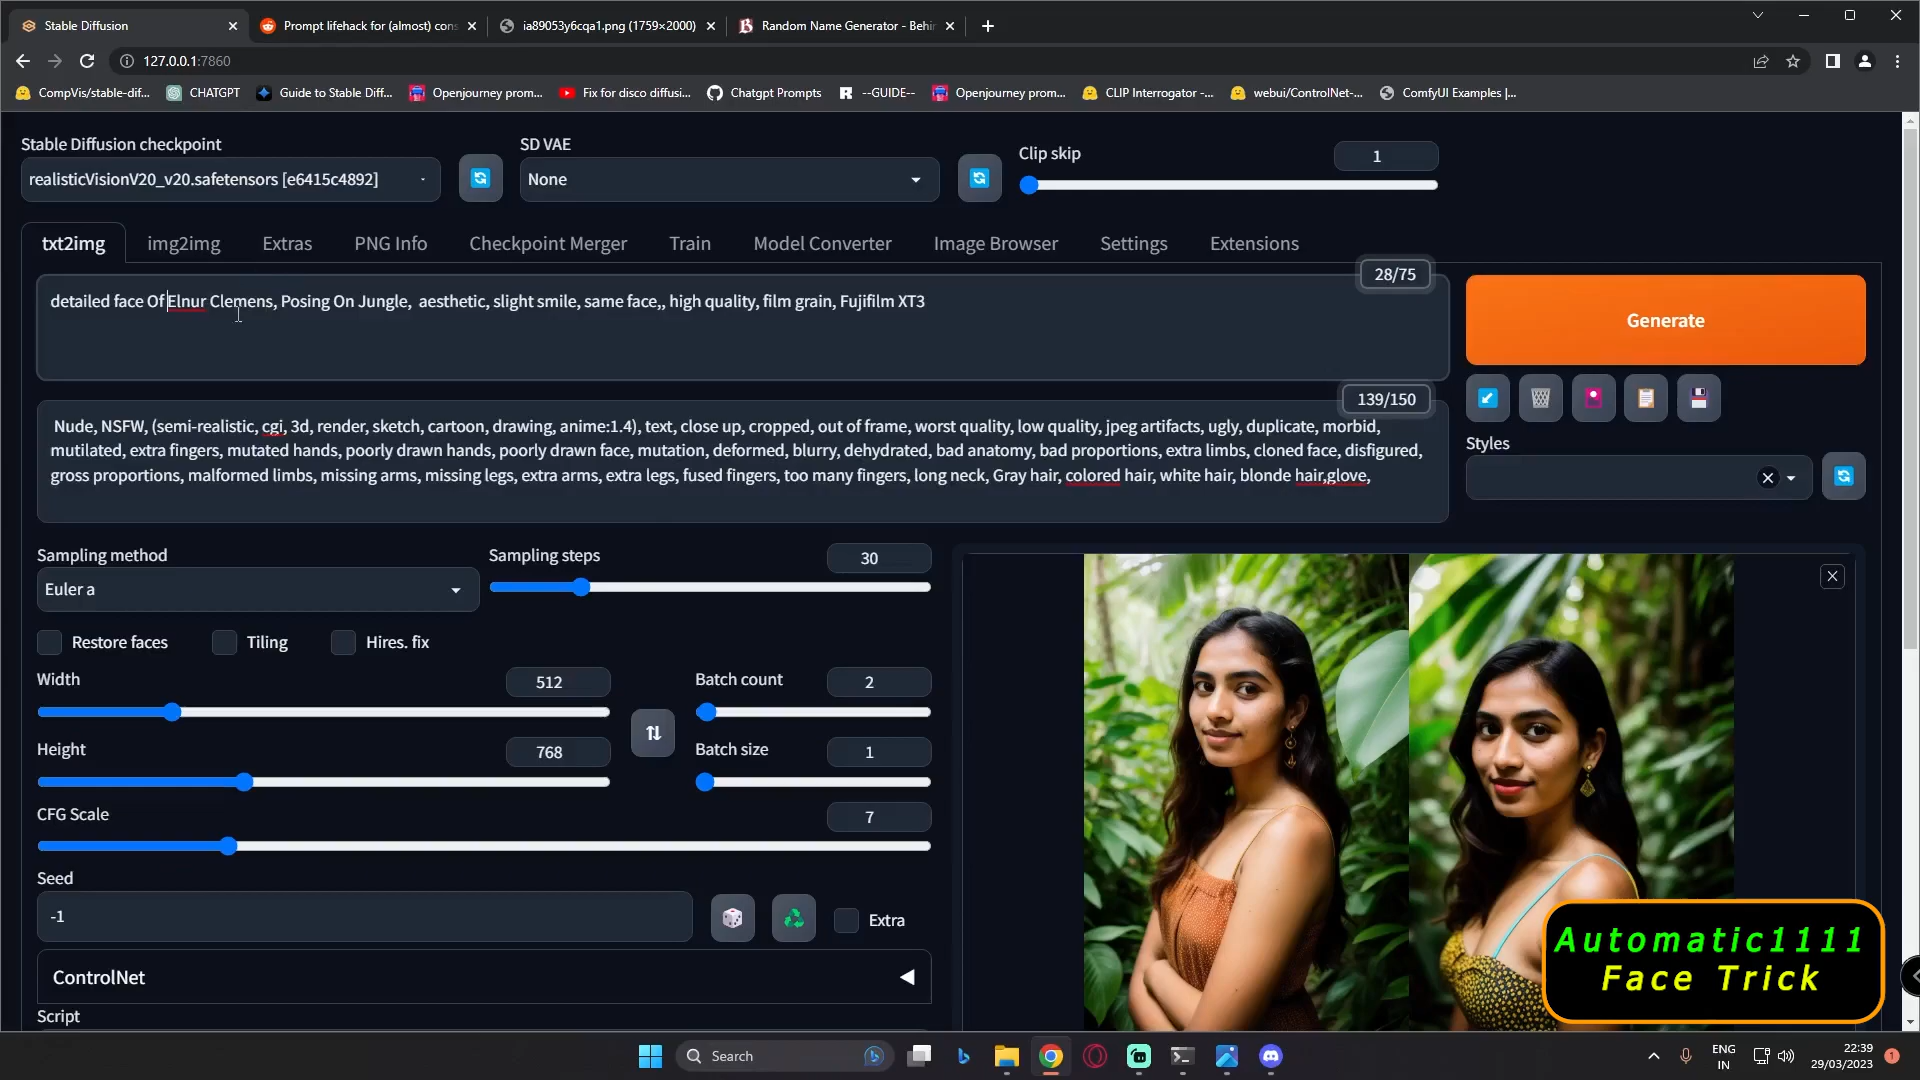 Stable Diffusion
Prompt lifehack for (almost) cons
ia89053y6cqa1.png (1759×2000)
Random Name Generator - Behin
127.0.0.1:7860
CompVis/stable-dif...
CHATGPT
Guide to Stable Diff...
Openjourney prom...
Fix for disco diffusi...
Chatgpt Prompts
R --GUIDE--
Openjourney prom...
CLIP Interrogator -...
webui/ControlNet-...
ComfyUI Examples |...
Stable Diffusion checkpoint
SD VAE
Clip skip
1
realisticVisionV20_v20.safetensors [e6415c4892]
None
txt2img
img2img
Extras
PNG Info
Checkpoint Merger
Train
Model Converter
Image Browser
Settings
Extensions
28/75
detailed face Of Elnur Clemens, Posing On Jungle,  aesthetic, slight smile, same face,, high quality, film grain, Fujifilm XT3
Generate
139/150
Nude, NSFW, (semi-realistic, cgi, 3d, render, sketch, cartoon, drawing, anime:1.4), text, close up, cropped, out of frame, worst quality, low quality, jpeg artifacts, ugly, duplicate, morbid,
mutilated, extra fingers, mutated hands, poorly drawn hands, poorly drawn face, mutation, deformed, blurry, dehydrated, bad anatomy, bad proportions, extra limbs, cloned face, disfigured,
gross proportions, malformed limbs, missing arms, missing legs, extra arms, extra legs, fused fingers, too many fingers, long neck, Gray hair, colored hair, white hair, blonde hair,glove,
Styles
Sampling method
Euler a
Sampling steps
30
Restore faces
Tiling
Hires. fix
Width
512
Batch count
2
Height
768
Batch size
1
CFG Scale
7
Seed
-1
Extra
ControlNet
Script
Automatic1111
Face Trick
Search
ENG
IN
22:39
29/03/2023
1